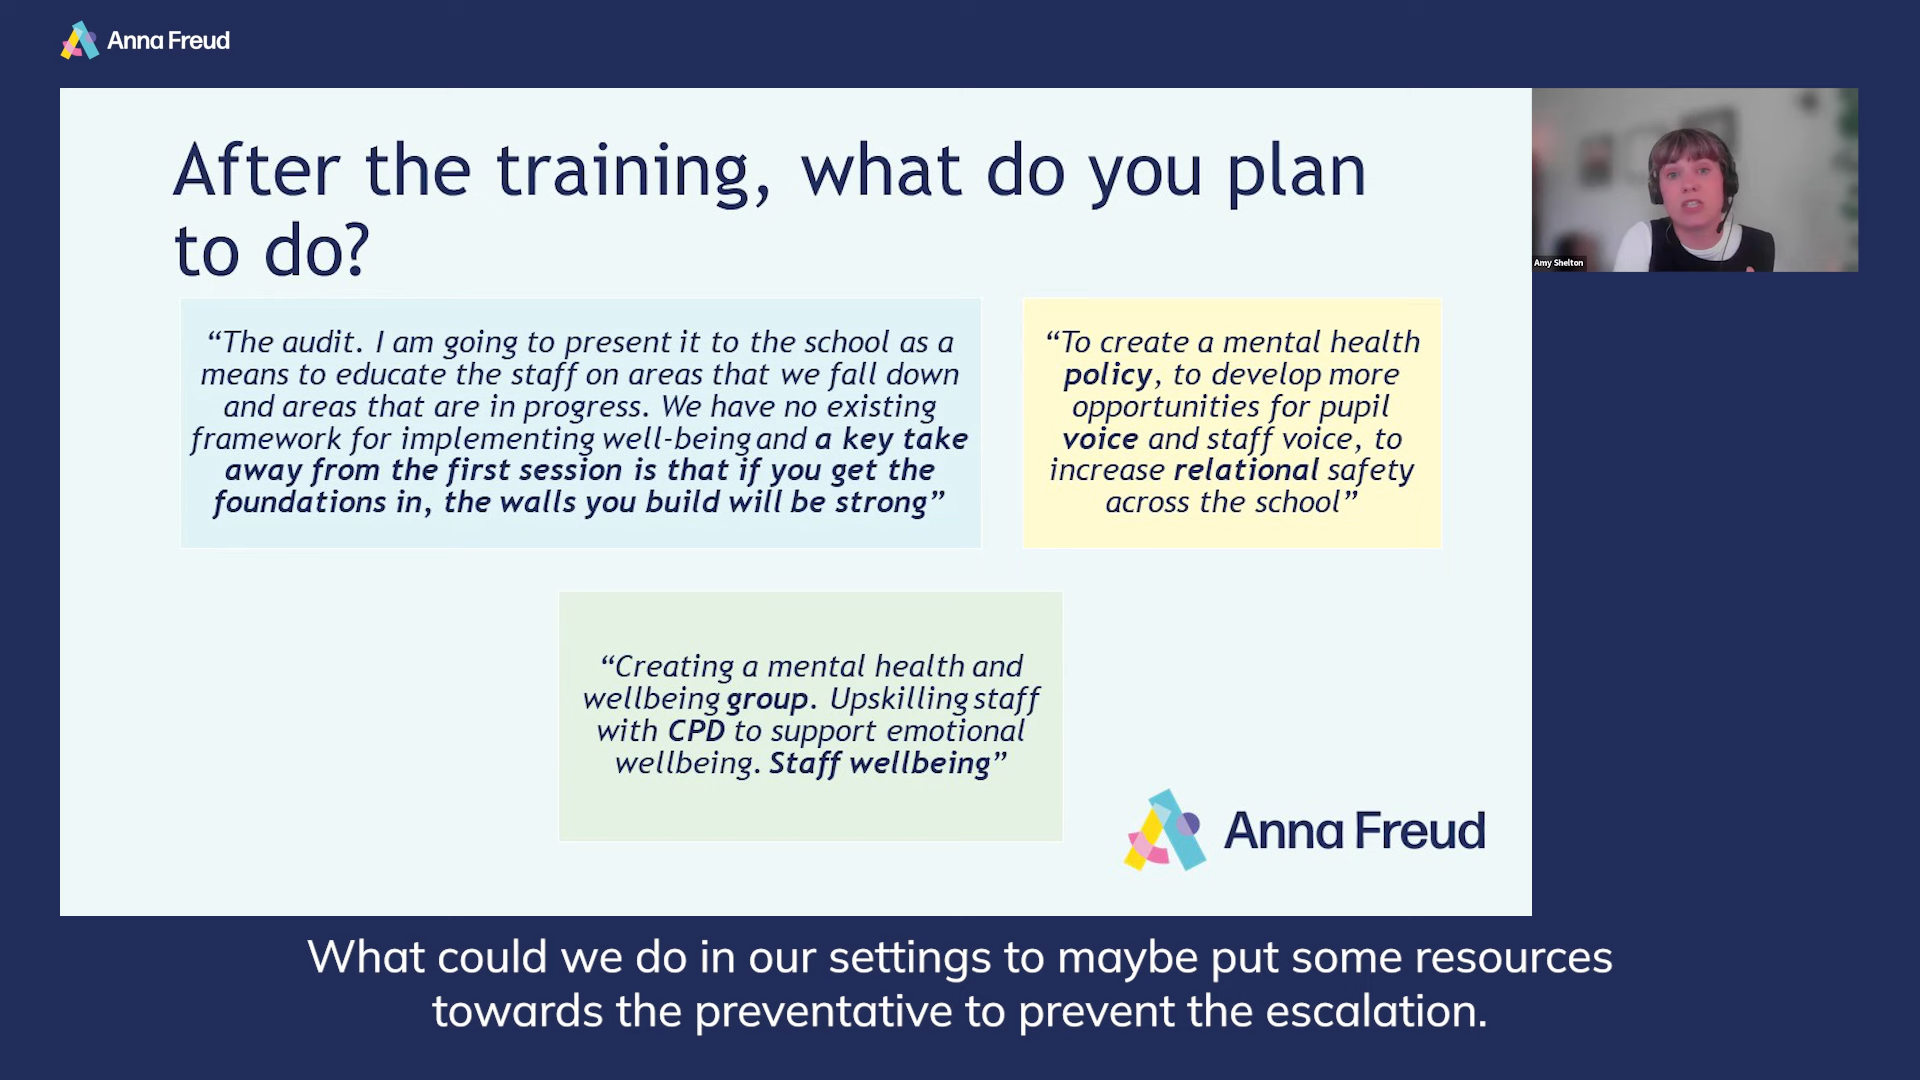 Anna Freud
After the training, what do you plan
to do?
“The audit. I am going to present it to the school as a
means to educate the staff on areas that we fall down
and areas that are in progress. We have no existing
framework for implementing well-being and a key take
away from the first session is that if you get the
foundations in, the walls you build will be strong”
“To create a mental health
policy, to develop more
opportunities for pupil
voice and staff voice, to
increase relational safety
across the school”
“Creating a mental health and
wellbeing group. Upskilling staff
with CPD to support emotional
wellbeing. Staff wellbeing”
Anna Freud
Amy Shelton
What could we do in our settings to maybe put some resources
towards the preventative to prevent the escalation.